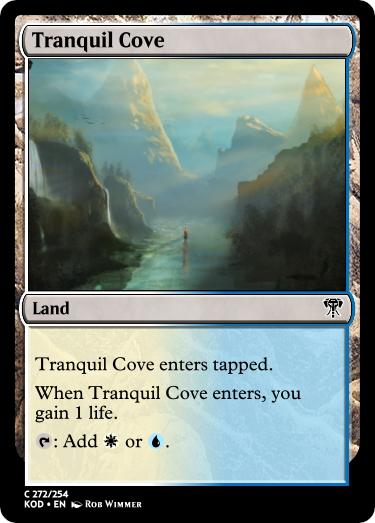 Tranquil Cove
Land
Tranquil Cove enters tapped.
When Tranquil Cove enters, you
gain 1 life.
: Add or .
C 272/254
KOD • EN Rob Wimmer